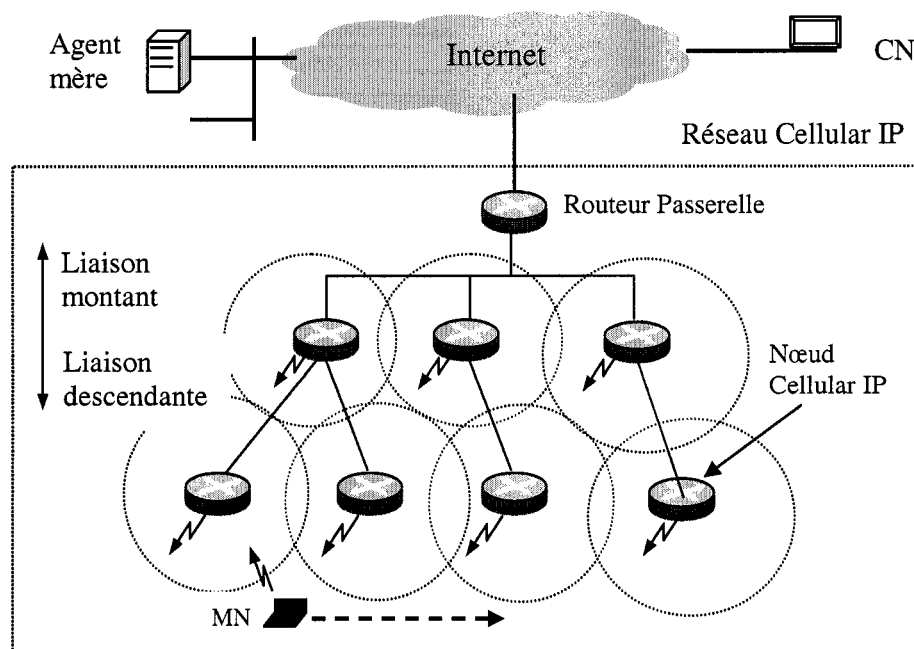 Agent
mère
Internet
CN
Réseau Cellular IP
Routeur Passerelle
Liaison
montant
Liaison
descendante
Nœud
Cellular IP
MN